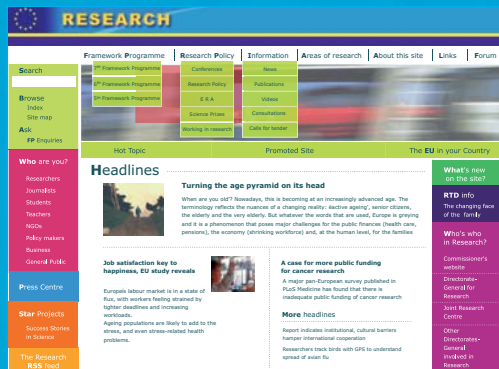 RESEARCH
Framework Programme Research Policy Information Areas of research About this site Links Forum
7th Framework Programme
6th Framework Programme
5th Framework Programme
Conferences
Research Policy
E R A
Science Prizes
Working in research
News
Publications
Videos
Consultations
Calls for tender
Search
Browse
Index
Site map
Ask
FP Enquiries
Hot Topic Promoted Site The EU in your Country
Who are you?
Researchers
Journalists
Students
Teachers
NGOs
Policy makers
Business
General Public
Press Centre
Star Projects
Success Stories
in Science
The Research
RSS feed
Headlines
Turning the age pyramid on its head
When are you old? Nowadays, this is becoming at an increasingly advanced age. The
terminology reflects the nuances of a changing reality: ëactive ageing', senior citizens,
the elderly and the very elderly. But whatever the words that are used, Europe is greying
and it is a phenomenon that poses major challenges for the public finances (health care,
pensions), the economy (shrinking workforce) and, at the human level, for the families
Job satisfaction key to
happiness, EU study reveals
Europeís labour market is in a state of
flux, with workers feeling strained by
tighter deadlines and increasing
workloads.
Ageing populations are likely to add to the
stress, and even stress-related health
problems.
A case for more public funding
for cancer research
A major pan-European survey published in
PLoS Medicine has found that there is
inadequate public funding of cancer research
More headlines
Report indicates institutional, cultural barriers
hamper international cooperation
Researchers track birds with GPS to understand
spread of avian flu
What's new
on the site?
RTD info
The changing face
of the family
Who's who
in Research?
Commissioner's
website
Directorate-
General for
Research
Joint Research
Centre
Other
Directorates-
General
involved in
Research